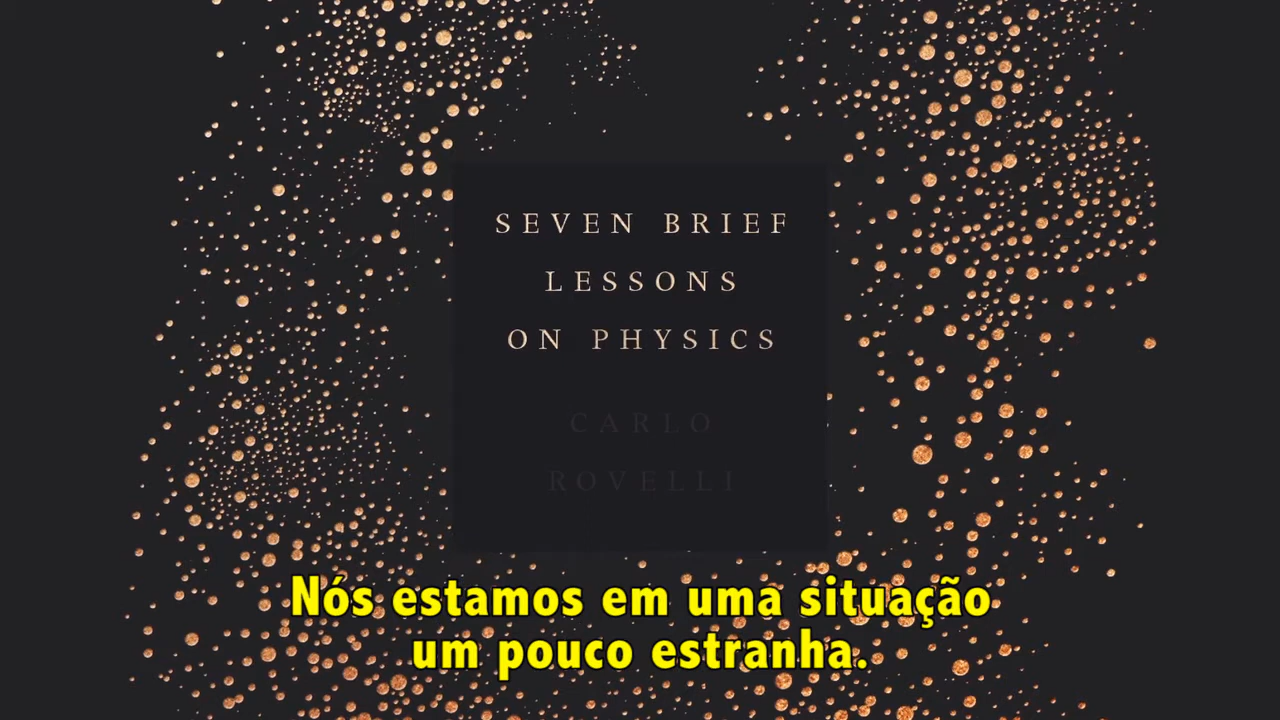 SEVEN BRIEF
LESSONS
ON PHYSICS
CARLO
ROVELLI
Nós estamos em uma situação
um pouco estranha.